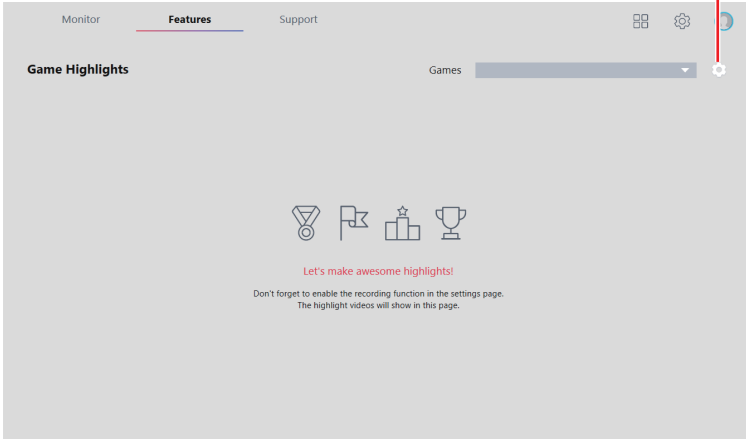 Monitor
Features
Support
Game Highlights
Games
Let's make awesome highlights!
Don't forget to enable the recording function in the settings page.
The highlight videos will show in this page.